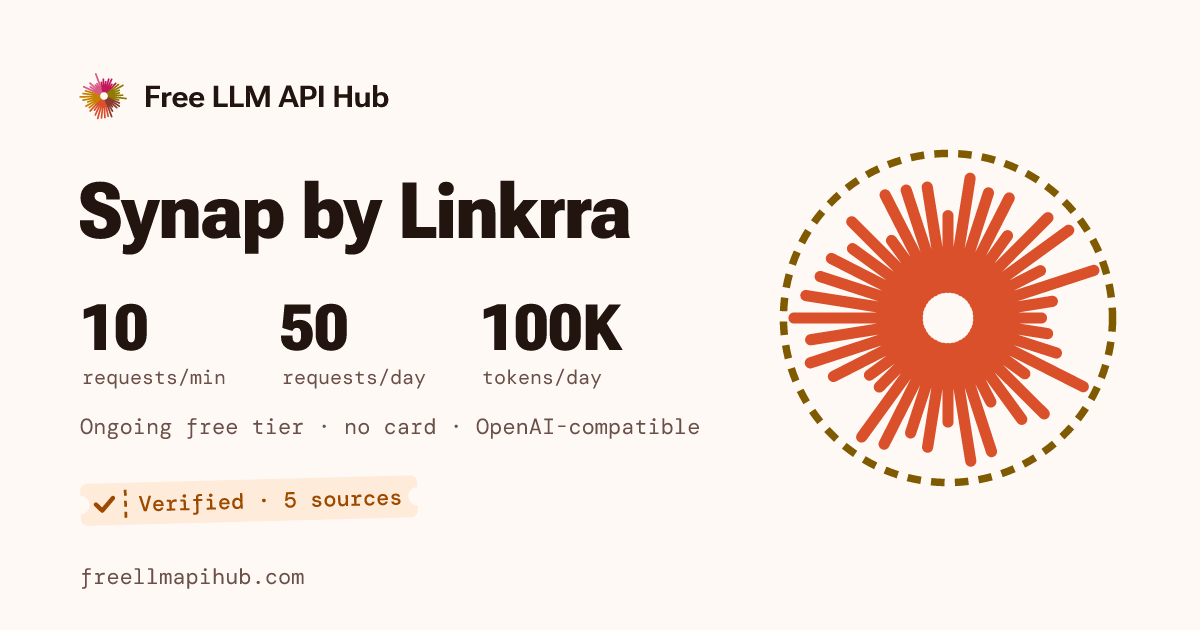 Free LLM API Hub
Synap by Linkrra
10 50 100K
requests/min requests/day tokens/day
Ongoing free tier · no card · OpenAI-compatible
Verified · 5 sources
freellmapihub.com